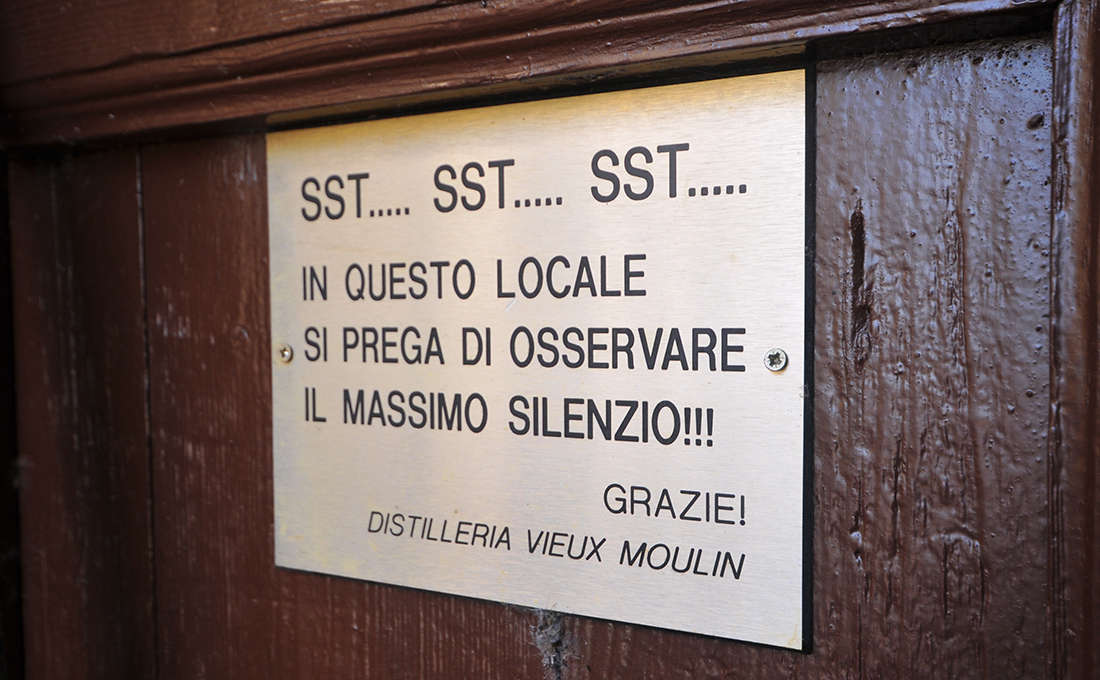 SST..... SST..... SST.....
IN QUESTO LOCALE
SI PREGA DI OSSERVARE
IL MASSIMO SILENZIO!!!
GRAZIE!
DISTILLERIA VIEUX MOULIN